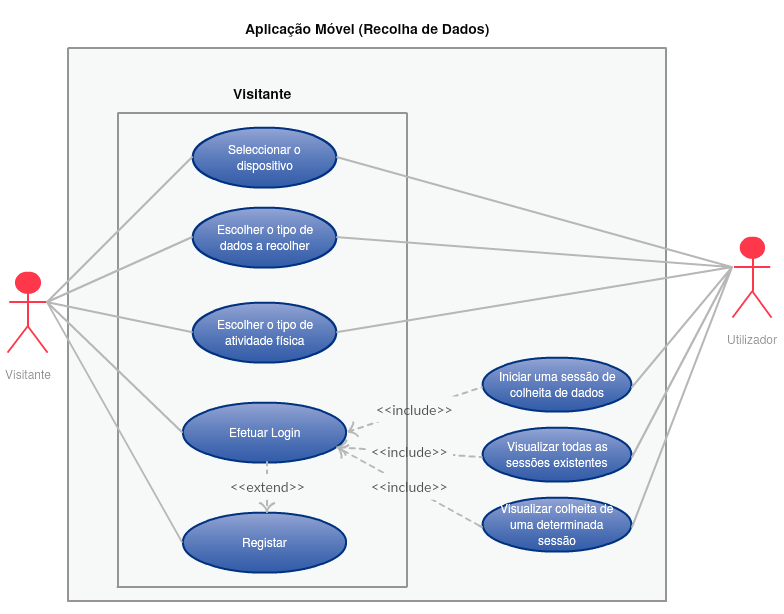 Aplicação Móvel (Recolha de Dados)
Visitante
Seleccionar o
dispositivo
Escolher o tipo de
dados a recolher
Escolher o tipo de
atividade física
Visitante
Utilizador
Iniciar uma sessão de
colheita de dados
<<include>>
Efetuar Login
<<include>>
Visualizar todas as
sessões existentes
<<extend>>
<<include>>
Visualizar colheita de
uma determinada
sessão
Registar